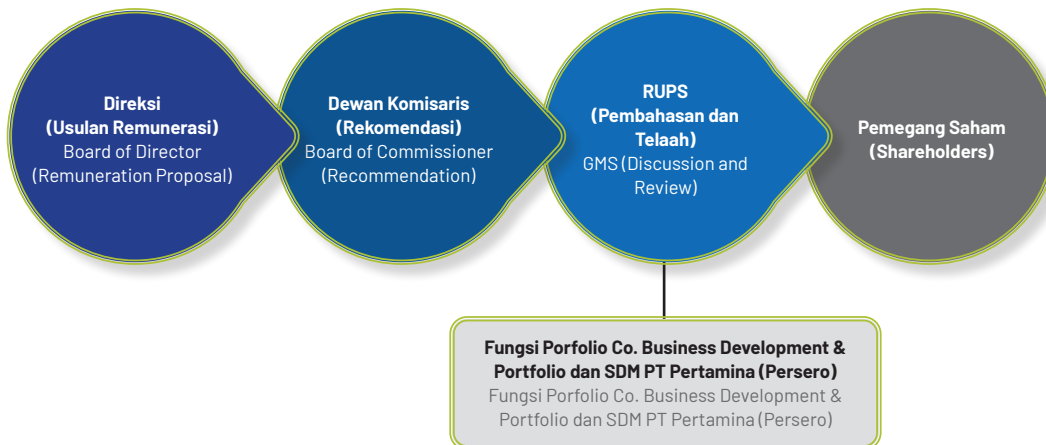 Direksi
(Usulan Remunerasi)
Board of Director
(Remuneration Proposal)
Dewan Komisaris
(Rekomendasi)
Board of Commissioner
(Recommendation)
RUPS
(Pembahasan dan
Telaah)
GMS (Discussion and
Review)
Pemegang Saham
(Shareholders)
Fungsi Porfolio Co. Business Development &
Portfolio dan SDM PT Pertamina (Persero)
Fungsi Porfolio Co. Business Development &
Portfolio dan SDM PT Pertamina (Persero)